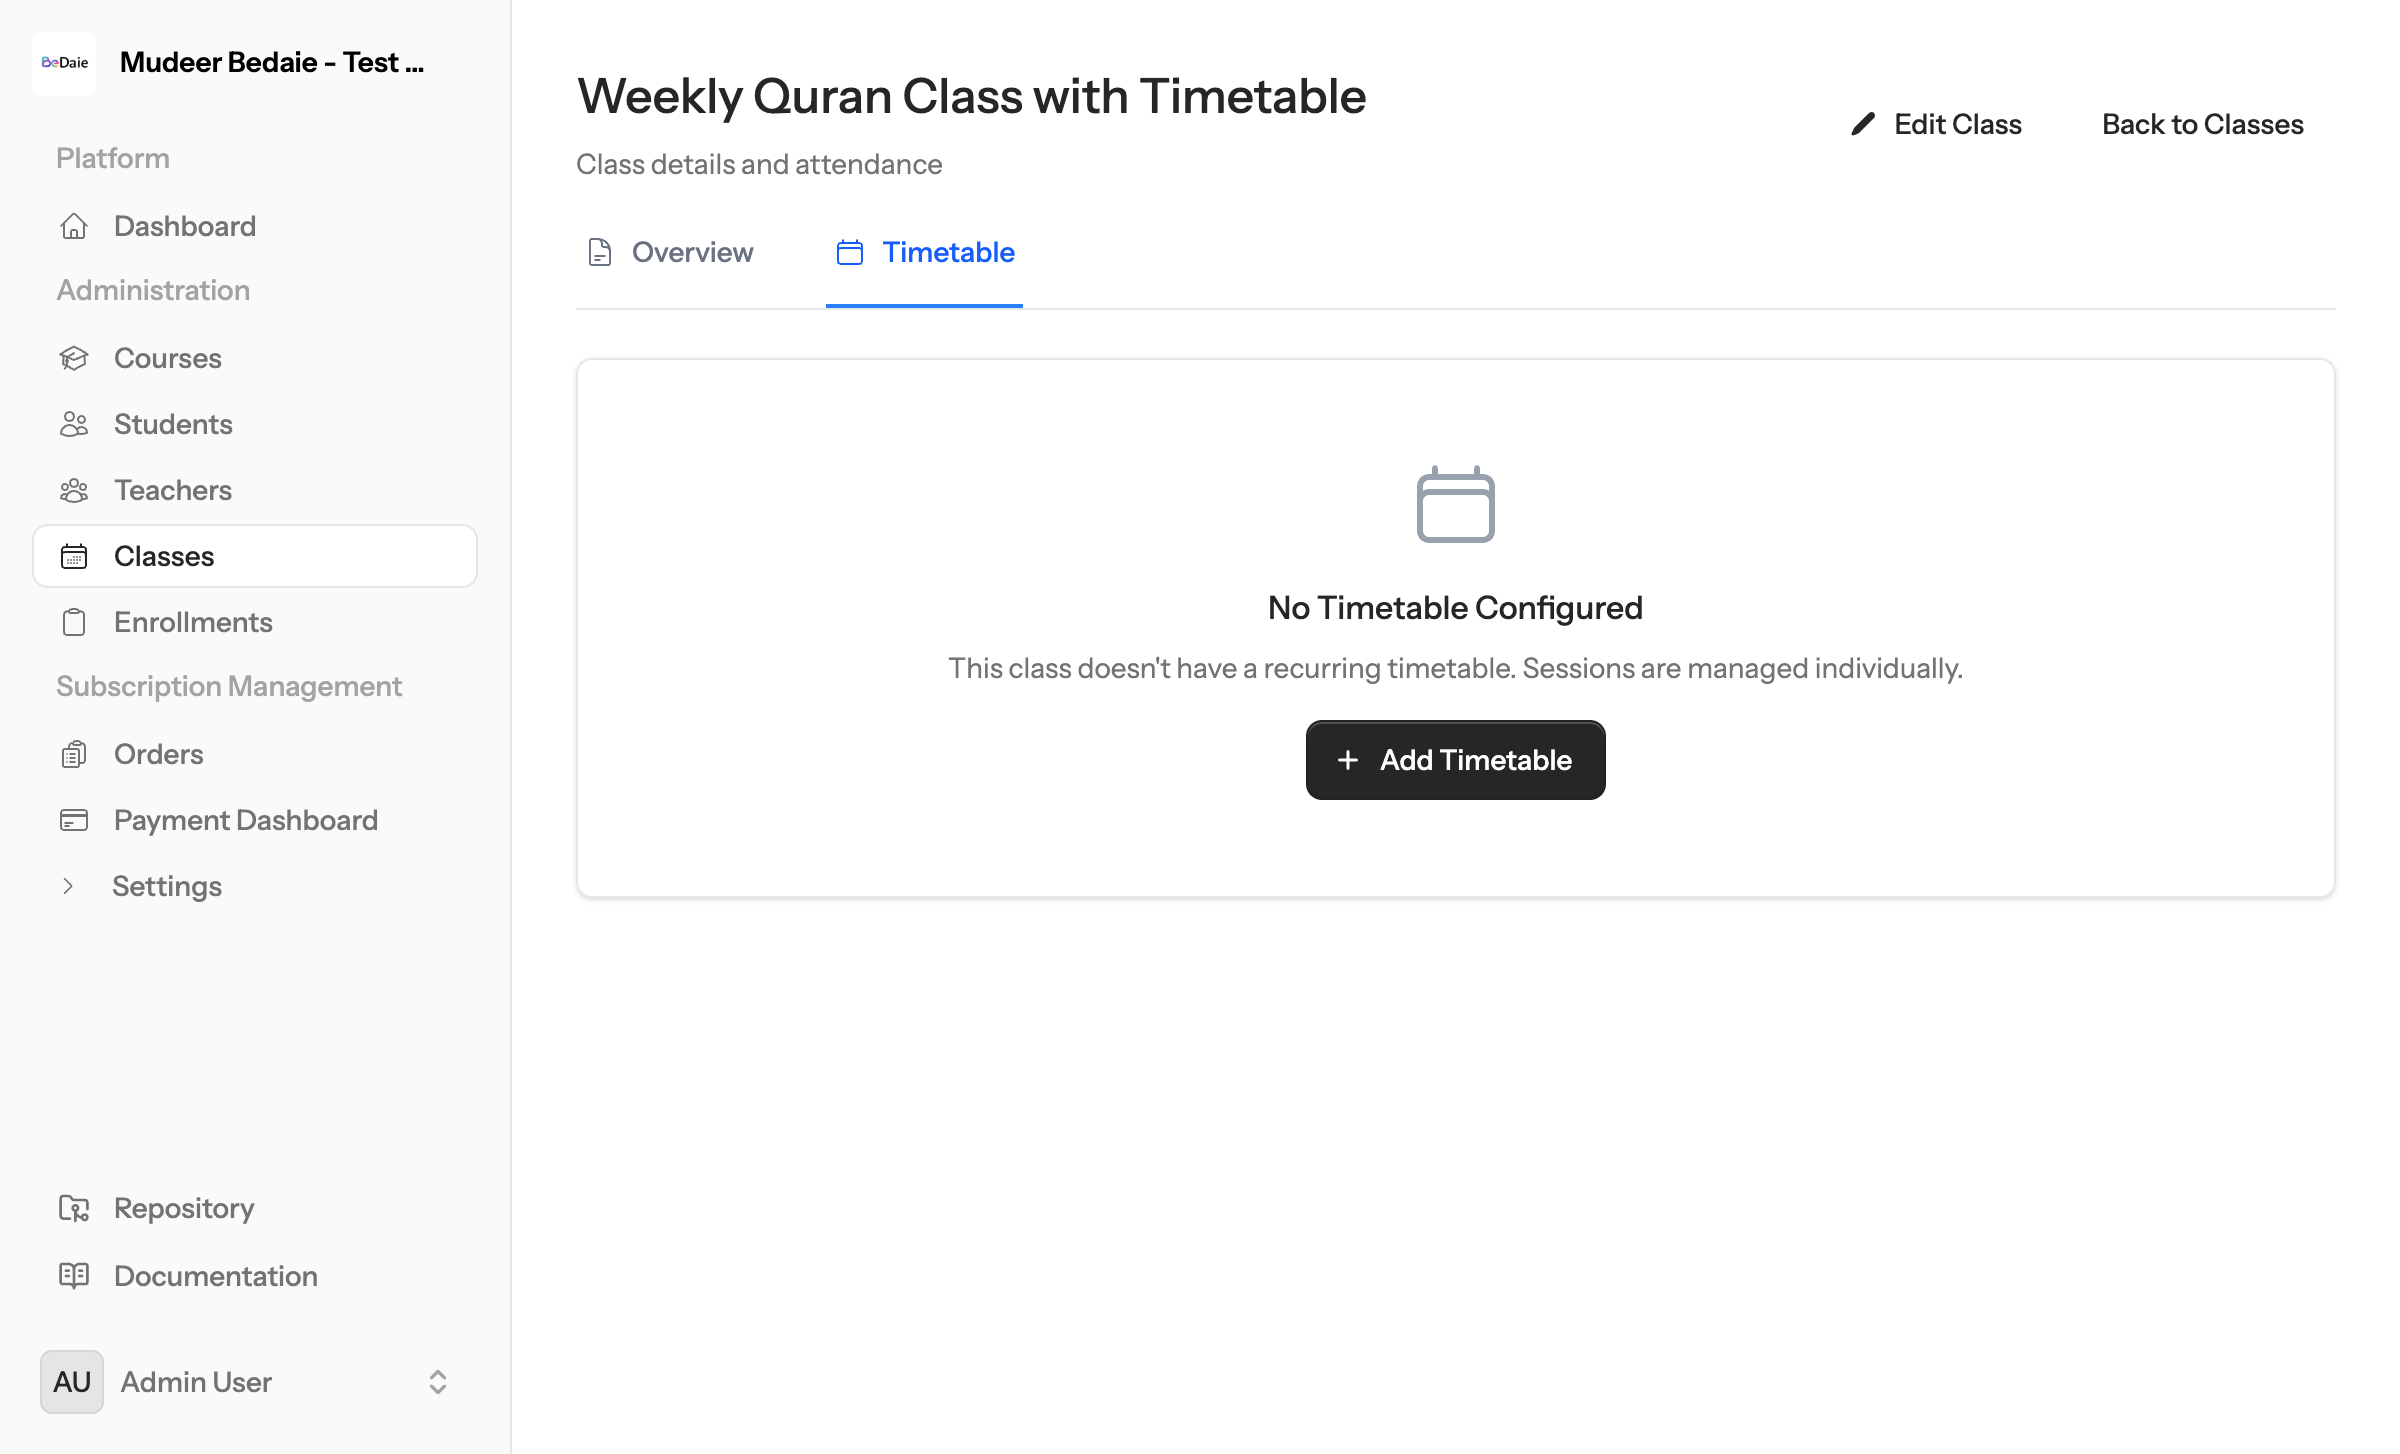 BeDaie
Mudeer Bedaie - Test ...
Platform
Dashboard
Administration
Courses
Students
Teachers
Classes
Enrollments
Subscription Management
Orders
Payment Dashboard
Settings
Repository
Documentation
AU
Admin User
Weekly Quran Class with Timetable
Class details and attendance
Edit Class
Back to Classes
Overview
Timetable
No Timetable Configured
This class doesn't have a recurring timetable. Sessions are managed individually.
+ Add Timetable